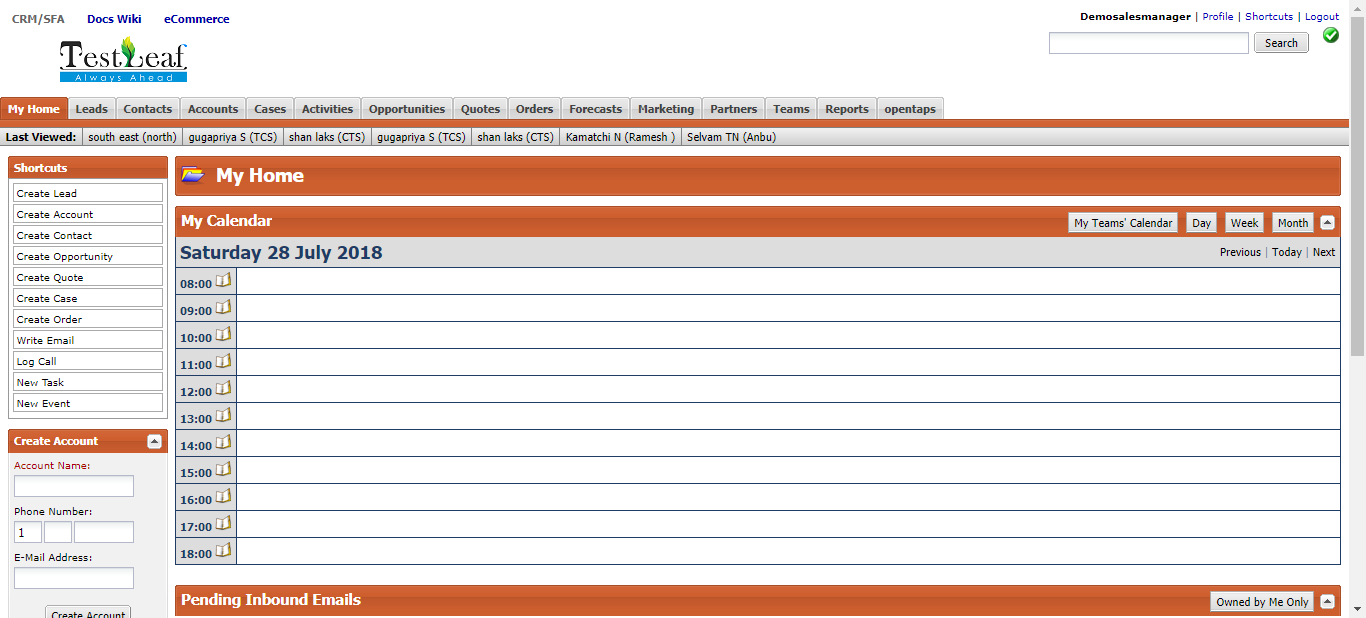 CRM/SFA Docs Wiki eCommerce
Demosalesmanager | Profile | Shortcuts | Logout
Search
TestLeaf
Always Ahead
My Home Leads Contacts Accounts Cases Activities Opportunities Quotes Orders Forecasts Marketing Partners Teams Reports opentaps
Last Viewed: south east (north) gugapriya S (TCS) shan laks (CTS) gugapriya S (TCS) shan laks (CTS) Kamatchi N (Ramesh ) Selvam TN (Anbu)
Shortcuts
Create Lead
Create Account
Create Contact
Create Opportunity
Create Quote
Create Case
Create Order
Write Email
Log Call
New Task
New Event
Create Account
Account Name:
Phone Number:
1
E-Mail Address:
Create Account
My Home
My Calendar
My Teams' Calendar Day Week Month
Saturday 28 July 2018
Previous | Today | Next
08:00
09:00
10:00
11:00
12:00
13:00
14:00
15:00
16:00
17:00
18:00
Pending Inbound Emails
Owned by Me Only